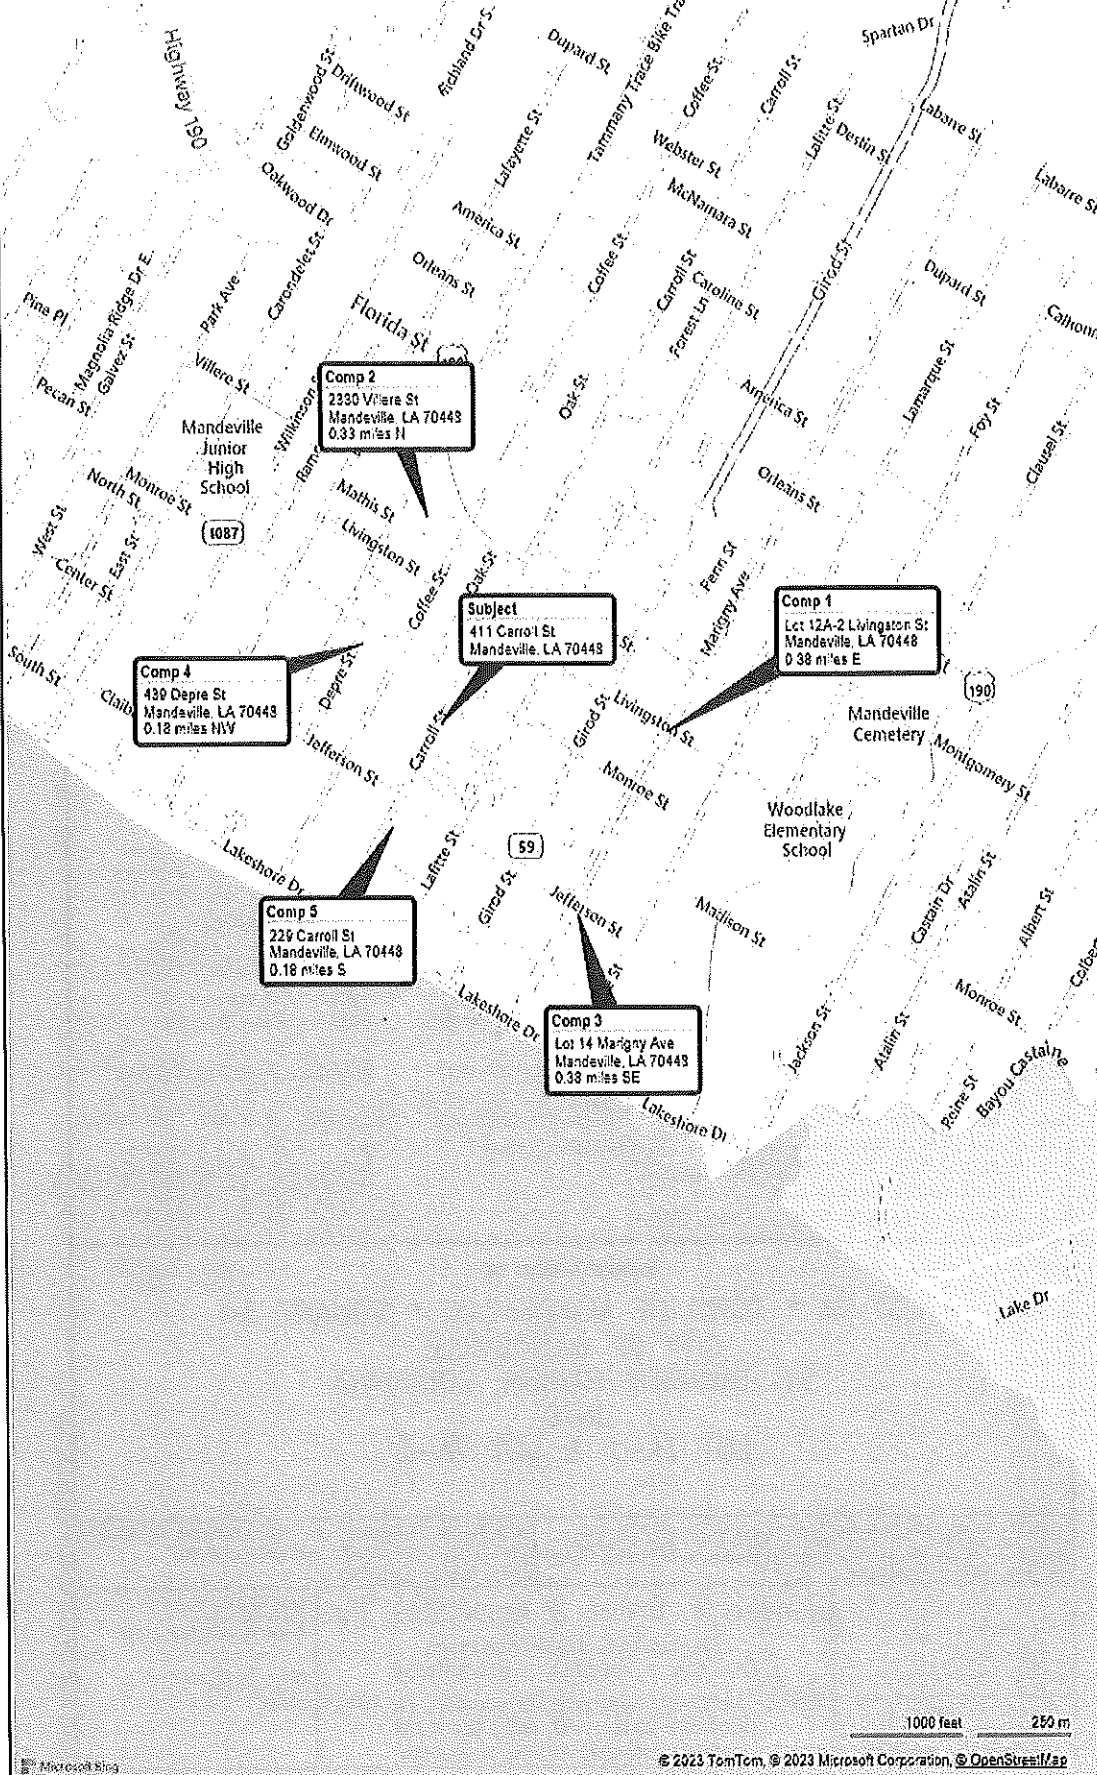 Spartan Dr
Richland Dr S
Dupard St
Highway 190
Goldenwood St
Driftwood St
Tammany Trace Bike Tra
Coffee St
Carroll St
Labarre St
Elmwood St
Lafayette St
Webster St
Lafitte St
Destin St
Oakwood Dr
McNamara St
Labarre St
America St
Carondelet St
Orleans St
Coffee St
Carroll St
Caroline St
Girod St
Dupard St
Pine Pl
Magnolia Ridge Dr E
Galvez St
Park Ave
Florida St
Forest Ln
Calhoun
Villere St
Pecan St
Wilkinson
Comp 2
2330 Villere St
Mandeville, LA 70448
0.33 miles N
Oak St
America St
Lamarque St
Foy St
Clausel St
Mandeville
Junior
High
School
North St
Monroe St
Mathis St
Orleans St
West St
East St
1087
Livingston St
Center St
Coffee St
Oak St
Penn St
Marigny Ave
Subject
411 Carroll St
Mandeville, LA 70448
Comp 1
Lot 12A-2 Livingston St
Mandeville, LA 70448
0.38 miles E
St
South St
Comp 4
439 Depre St
Mandeville, LA 70448
0.18 miles NW
Claib
Depre St
190
Girod St
Livingston St
Mandeville
Cemetery
Carroll St
Jefferson St
Montgomery St
Monroe St
Woodlake
Elementary
School
59
Lakeshore Dr
Lafitte St
Girod St
Jefferson St
Madison St
Castain Dr
Atalin St
Albert St
Comp 5
229 Carroll St
Mandeville, LA 70448
0.18 miles S
Colbert
Lakeshore Dr
St
Monroe St
Comp 3
Lot 14 Marigny Ave
Mandeville, LA 70448
0.38 miles SE
Jackson St
Atalin St
Reine St
Bayou Castaine
Lakeshore Dr
Lake Dr
1000 feet
250 m
Microsoft Bing
© 2023 TomTom, © 2023 Microsoft Corporation, © OpenStreetMap